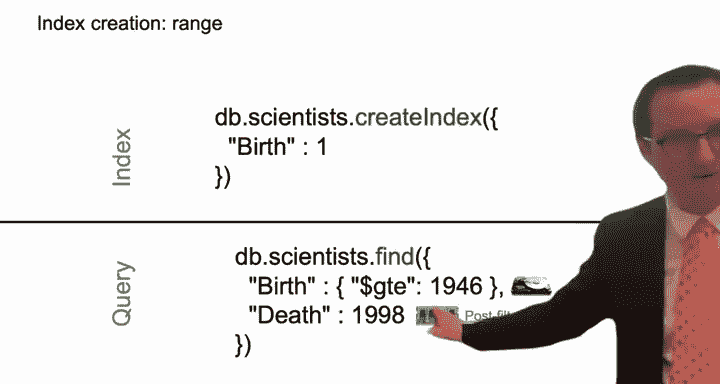 Index creation: range
Index
db.scientists.createIndex({
"Birth" : 1
})
Query
db.scientists.find({
"Birth" : { "$gte": 1946 },
"Death" : 1998
})